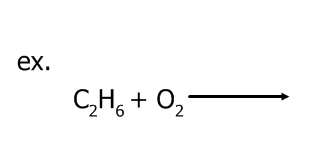 ex.
C₂H₆ + O₂ ⟶